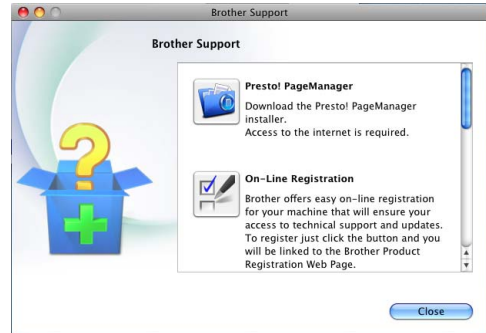 Brother Support
Brother Support
Presto! PageManager
Download the Presto! PageManager
installer.
Access to the internet is required.
On-Line Registration
Brother offers easy on-line registration
for your machine that will ensure your
access to technical support and updates.
To register just click the button and you
will be linked to the Brother Product
Registration Web Page.
Close